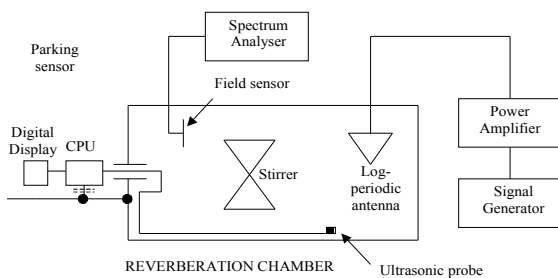 Spectrum
Analyser
Parking
sensor
Field sensor
Digital
Display
CPU
Stirrer
Log-
periodic
antenna
Power
Amplifier
Signal
Generator
REVERBERATION CHAMBER
Ultrasonic probe